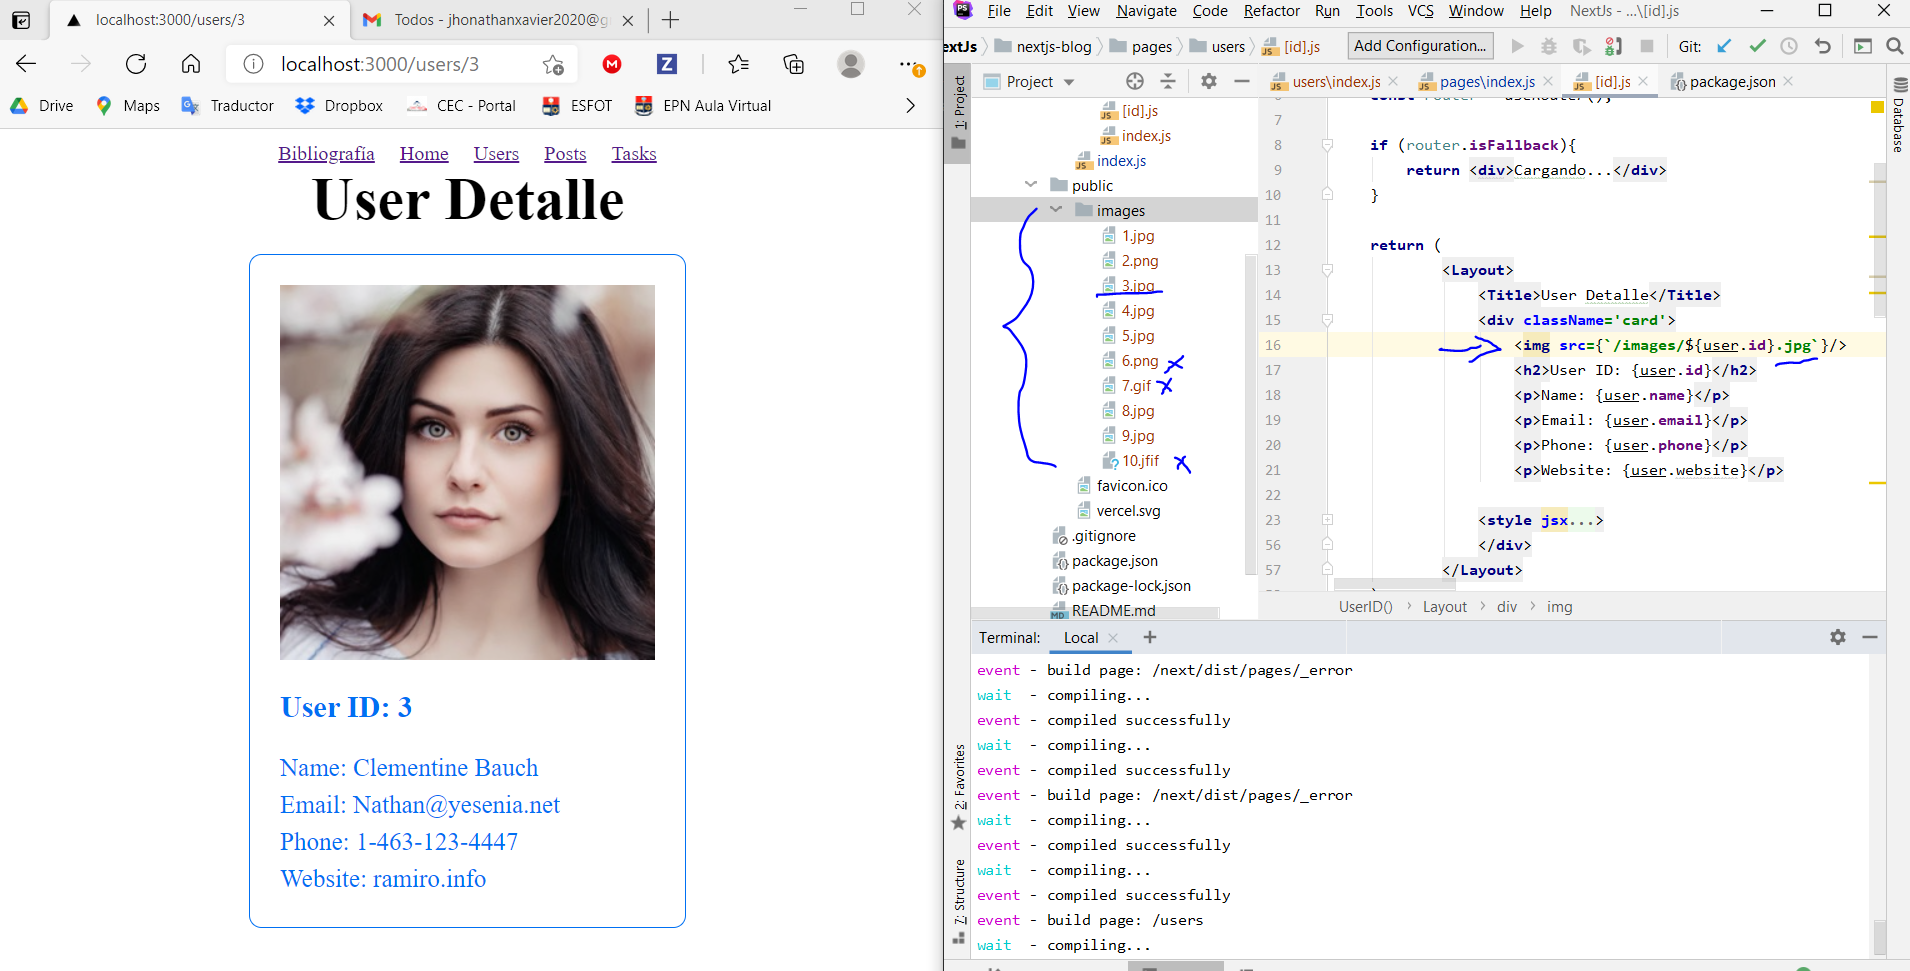 localhost:3000/users/3
Todos - jhonathanxavier2020@g
localhost:3000/users/3
Drive Maps Traductor Dropbox CEC - Portal ESFOT EPN Aula Virtual
Bibliografía Home Users Posts Tasks
User Detalle
User ID: 3
Name: Clementine Bauch
Email: Nathan@yesenia.net
Phone: 1-463-123-4447
Website: ramiro.info
File Edit View Navigate Code Refactor Run Tools VCS Window Help NextJs - ...\[id].js
extJs nextjs-blog pages users [id].js Add Configuration... Git:
1: Project
Project
[id].js
index.js
index.js
public
images
1.jpg
2.png
3.jpg
4.jpg
5.jpg
6.png x
7.gif x
8.jpg
9.jpg
10.jfif x
favicon.ico
vercel.svg
.gitignore
package.json
package-lock.json
README.md
users\index.js pages\index.js [id].js package.json
Database
7
8 if (router.isFallback){
9 return <div>Cargando...</div>
10 }
11
12 return (
13 <Layout>
14 <Title>User Detalle</Title>
15 <div className='card'>
16 <img src={`/images/${user.id}.jpg`}/>
17 <h2>User ID: {user.id}</h2>
18 <p>Name: {user.name}</p>
19 <p>Email: {user.email}</p>
20 <p>Phone: {user.phone}</p>
21 <p>Website: {user.website}</p>
22
23 <style jsx...>
56 </div>
57 </Layout>
UserID() Layout div img
Terminal: Local
event - build page: /next/dist/pages/_error
wait - compiling...
event - compiled successfully
wait - compiling...
event - compiled successfully
event - build page: /next/dist/pages/_error
wait - compiling...
event - compiled successfully
wait - compiling...
event - compiled successfully
event - build page: /users
wait - compiling...
2: Favorites
7: Structure